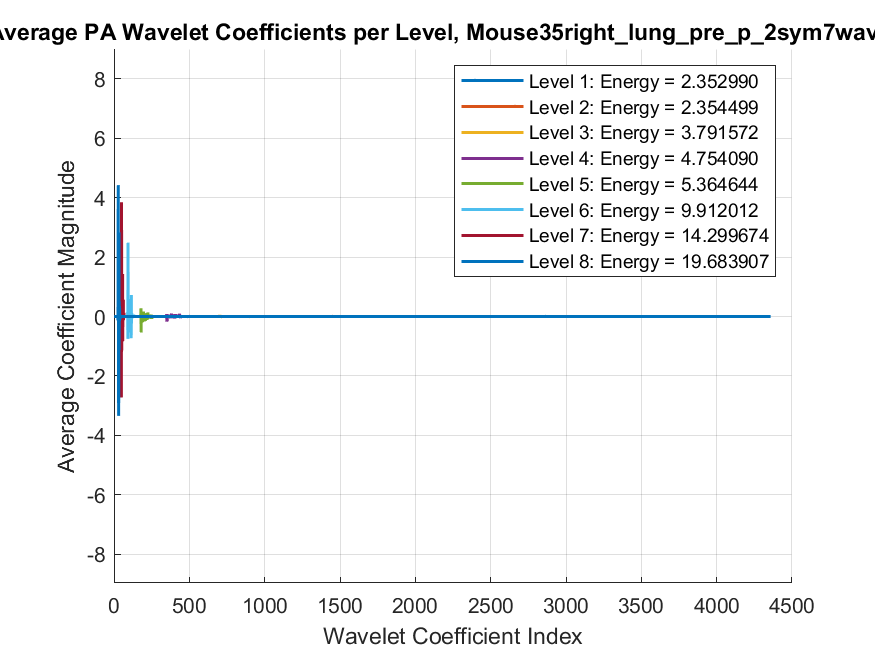 Average PA Wavelet Coefficients per Level, Mouse35right_lung_pre_p_2sym7wav
Level 1: Energy = 2.352990
Level 2: Energy = 2.354499
Level 3: Energy = 3.791572
Level 4: Energy = 4.754090
Level 5: Energy = 5.364644
Level 6: Energy = 9.912012
Level 7: Energy = 14.299674
Level 8: Energy = 19.683907
Average Coefficient Magnitude
8
6
4
2
0
-2
-4
-6
-8
0 500 1000 1500 2000 2500 3000 3500 4000 4500
Wavelet Coefficient Index